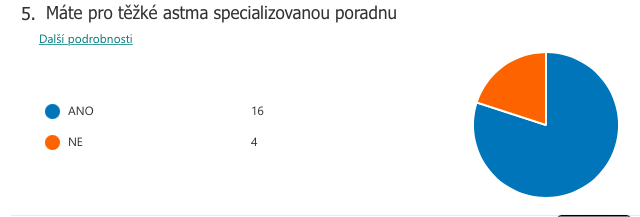 5. Máte pro těžké astma specializovanou poradnu
Další podrobnosti
ANO 16
NE 4